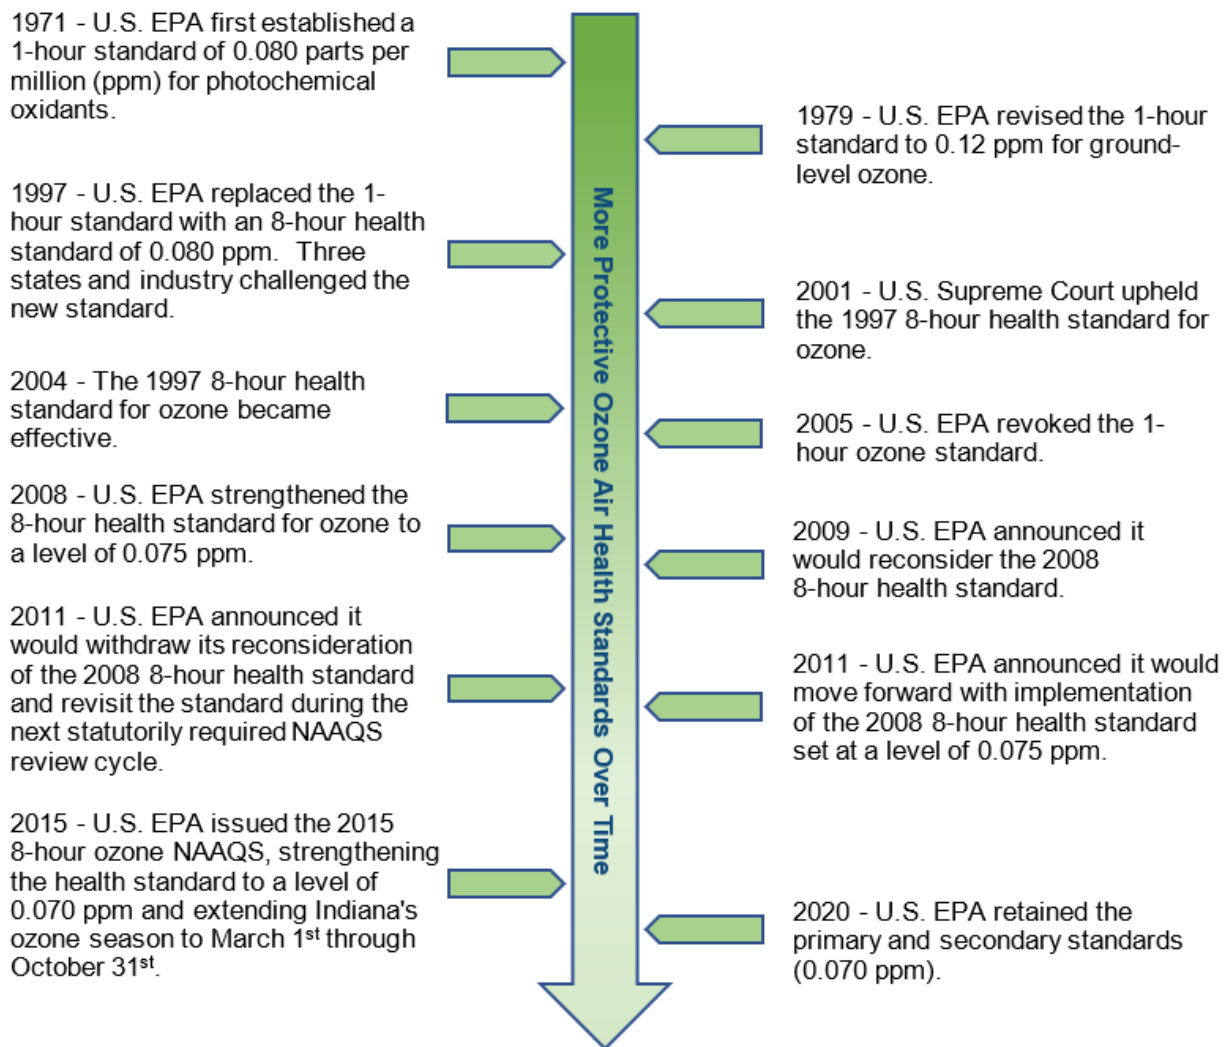 1971 - U.S. EPA first established a
1-hour standard of 0.080 parts per
million (ppm) for photochemical
oxidants.
1979 - U.S. EPA revised the 1-hour
standard to 0.12 ppm for ground-
level ozone.
1997 - U.S. EPA replaced the 1-
hour standard with an 8-hour health
standard of 0.080 ppm.  Three
states and industry challenged the
new standard.
2001 - U.S. Supreme Court upheld
the 1997 8-hour health standard for
ozone.
2004 - The 1997 8-hour health
standard for ozone became
effective.
2005 - U.S. EPA revoked the 1-
hour ozone standard.
2008 - U.S. EPA strengthened the
8-hour health standard for ozone to
a level of 0.075 ppm.
2009 - U.S. EPA announced it
would reconsider the 2008
8-hour health standard.
2011 - U.S. EPA announced it
would withdraw its reconsideration
of the 2008 8-hour health standard
and revisit the standard during the
next statutorily required NAAQS
review cycle.
2011 - U.S. EPA announced it would
move forward with implementation
of the 2008 8-hour health standard
set at a level of 0.075 ppm.
2015 - U.S. EPA issued the 2015
8-hour ozone NAAQS, strengthening
the health standard to a level of
0.070 ppm and extending Indiana's
ozone season to March 1st through
October 31st.
2020 - U.S. EPA retained the
primary and secondary standards
(0.070 ppm).
More Protective Ozone Air Health Standards Over Time